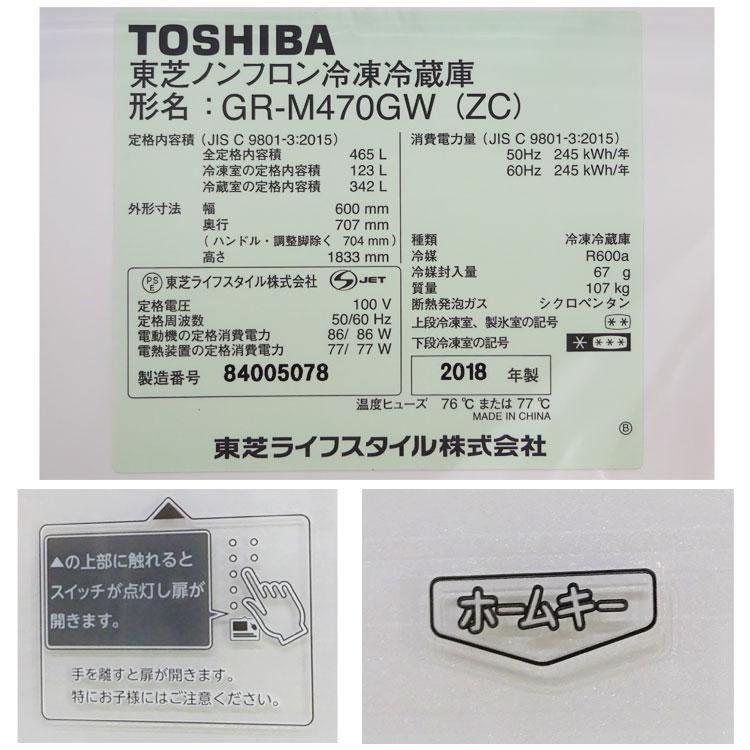 TOSHIBA
東芝ノンフロン冷凍冷蔵庫
形名：GR-M470GW (ZC)
定格内容積（JIS C 9801-3:2015）
全定格内容積 465 L
冷凍室の定格内容積 123 L
冷蔵室の定格内容積 342 L
外形寸法 幅 600 mm
奥行 707 mm
（ハンドル・調整脚除く 704 mm）
高さ 1833 mm
PSE 東芝ライフスタイル株式会社 S JET
定格電圧 100 V
定格周波数 50/60 Hz
電動機の定格消費電力 86/ 86 W
電熱装置の定格消費電力 77/ 77 W
製造番号 84005078
消費電力量（JIS C 9801-3:2015）
50Hz 245 kWh/年
60Hz 245 kWh/年
種類 冷凍冷蔵庫
冷媒 R600a
冷媒封入量 67 g
質量 107 kg
断熱発泡ガス シクロペンタン
上段冷凍室、製氷室の記号 **
下段冷凍室の記号 * ***
2018 年製
温度ヒューズ 76 ℃ または 77 ℃
MADE IN CHINA
B
東芝ライフスタイル株式会社
▲の上部に触れると
スイッチが点灯し扉が
開きます。
手を離すと扉が開きます。
特にお子様にはご注意ください。
ホームキー